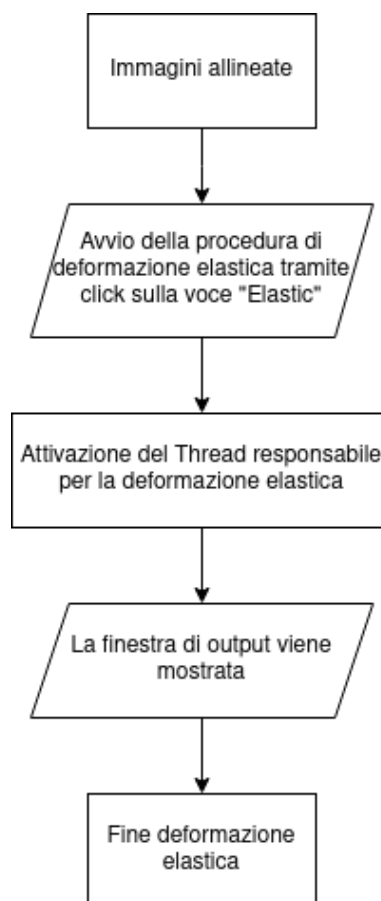 Immagini allineate
Avvio della procedura di
deformazione elastica tramite
click sulla voce "Elastic"
Attivazione del Thread responsabile
per la deformazione elastica
La finestra di output viene
mostrata
Fine deformazione
elastica